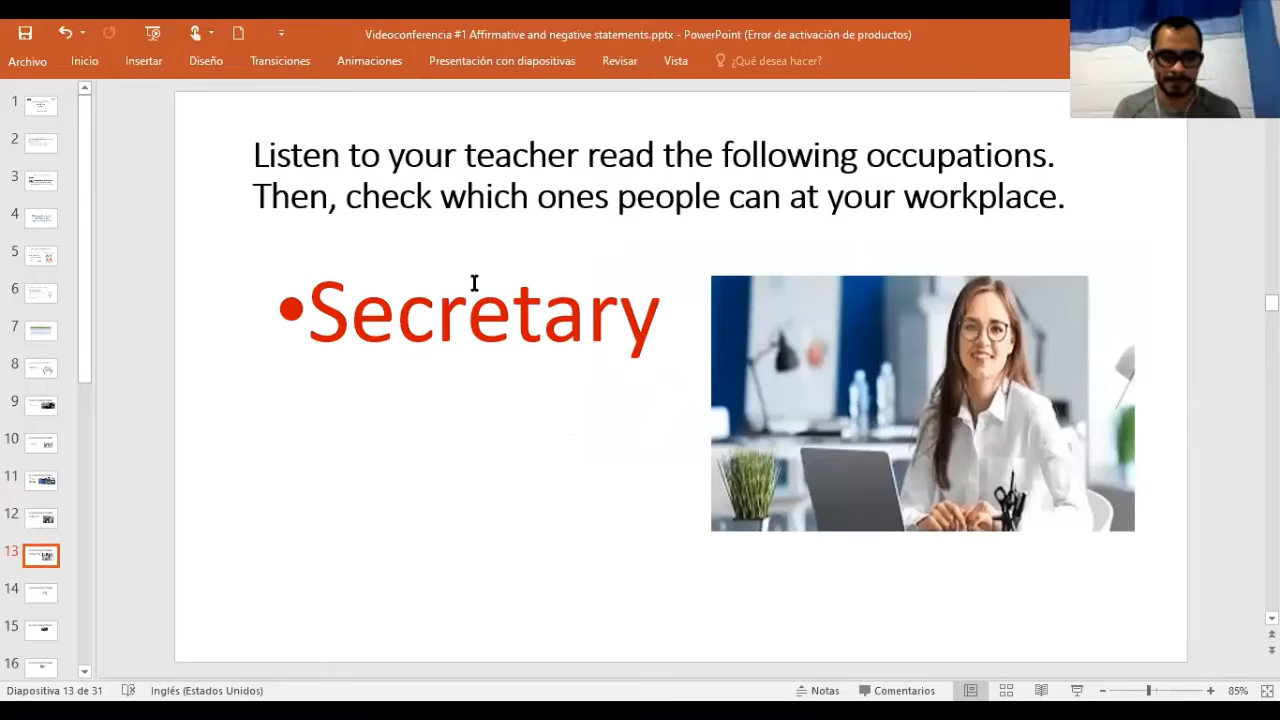 Videoconferencia #1 Affirmative and negative statements.pptx - PowerPoint (Error de activación de productos)
Archivo Inicio Insertar Diseño Transiciones Animaciones Presentación con diapositivas Revisar Vista ¿Qué desea hacer?
1
2
3
4
5
6
7
8
9
10
11
12
13
14
15
16
Listen to your teacher read the following occupations.
Then, check which ones people can at your workplace.
•Secretary
Diapositiva 13 de 31 Inglés (Estados Unidos) Notas Comentarios 85%